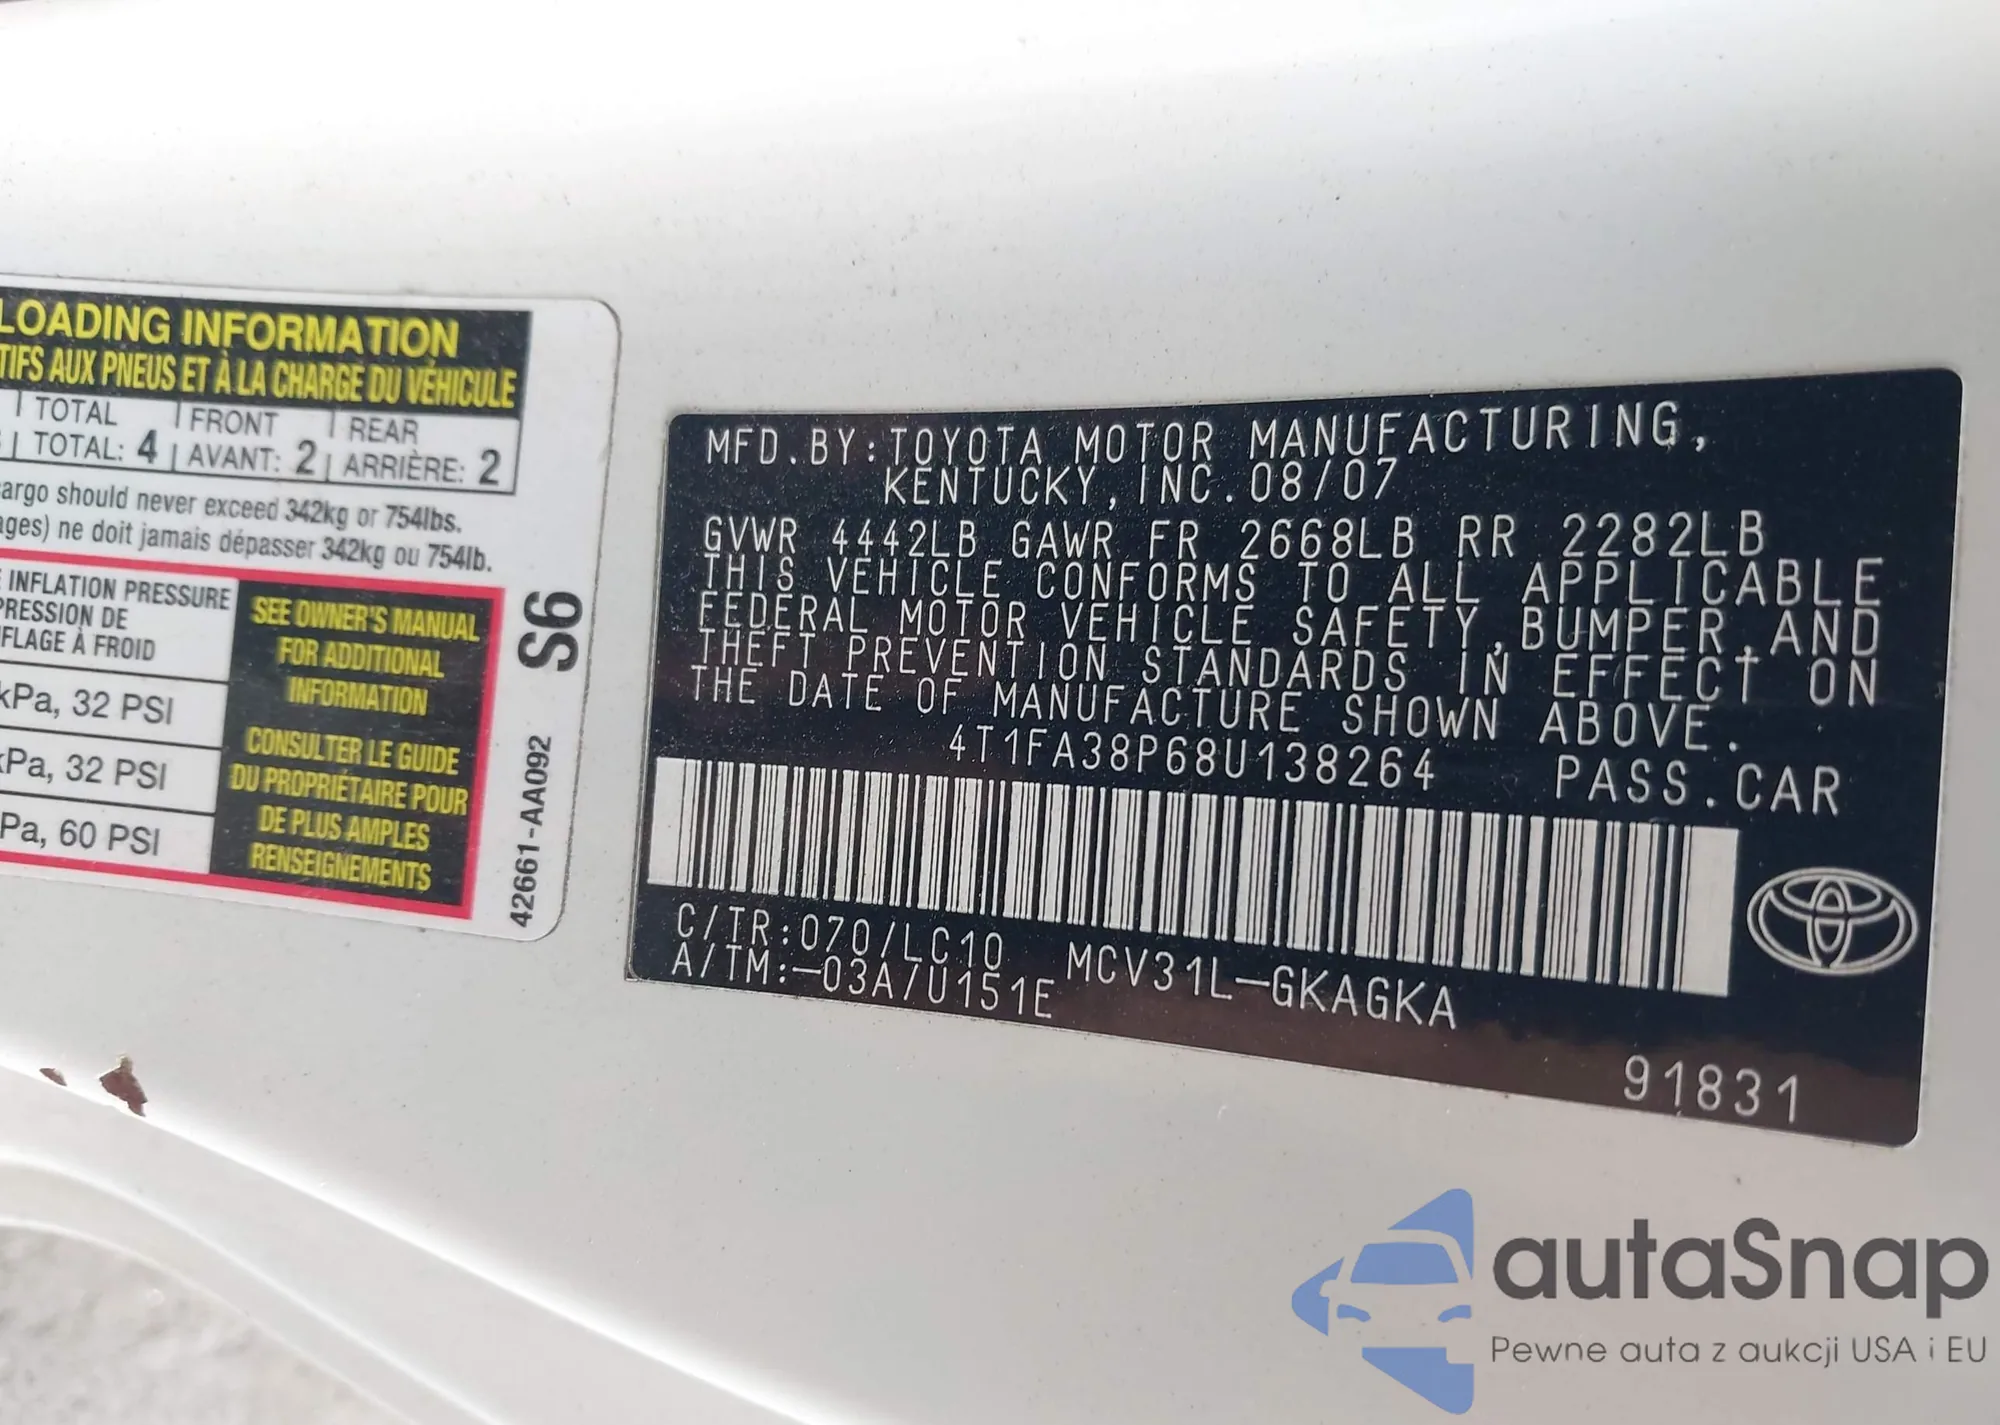 LOADING INFORMATION
TIFS AUX PNEUS ET À LA CHARGE DU VÉHICULE
TOTAL FRONT REAR
TOTAL: 4 AVANT: 2 ARRIÈRE: 2
argo should never exceed 342kg or 754lbs.
ages) ne doit jamais dépasser 342kg ou 754lb.
INFLATION PRESSURE
PRESSION DE
FLAGE À FROID
kPa, 32 PSI
kPa, 32 PSI
Pa, 60 PSI
SEE OWNER'S MANUAL
FOR ADDITIONAL
INFORMATION
CONSULTER LE GUIDE
DU PROPRIÉTAIRE POUR
DE PLUS AMPLES
RENSEIGNEMENTS
S6
42661-AA092
MFD.BY:TOYOTA MOTOR MANUFACTURING,
KENTUCKY,INC.08/07
GVWR 4442LB GAWR FR 2668LB RR 2282LB
THIS VEHICLE CONFORMS TO ALL APPLICABLE
FEDERAL MOTOR VEHICLE SAFETY,BUMPER,AND
THEFT PREVENTION STANDARDS IN EFFECT ON
THE DATE OF MANUFACTURE SHOWN ABOVE.
4T1FA38P68U138264 PASS.CAR
C/TR:070/LC10 MCV31L-GKAGKA
A/TM:-03A/U151E
91831
autaSnap
Pewne auta z aukcji USA i EU